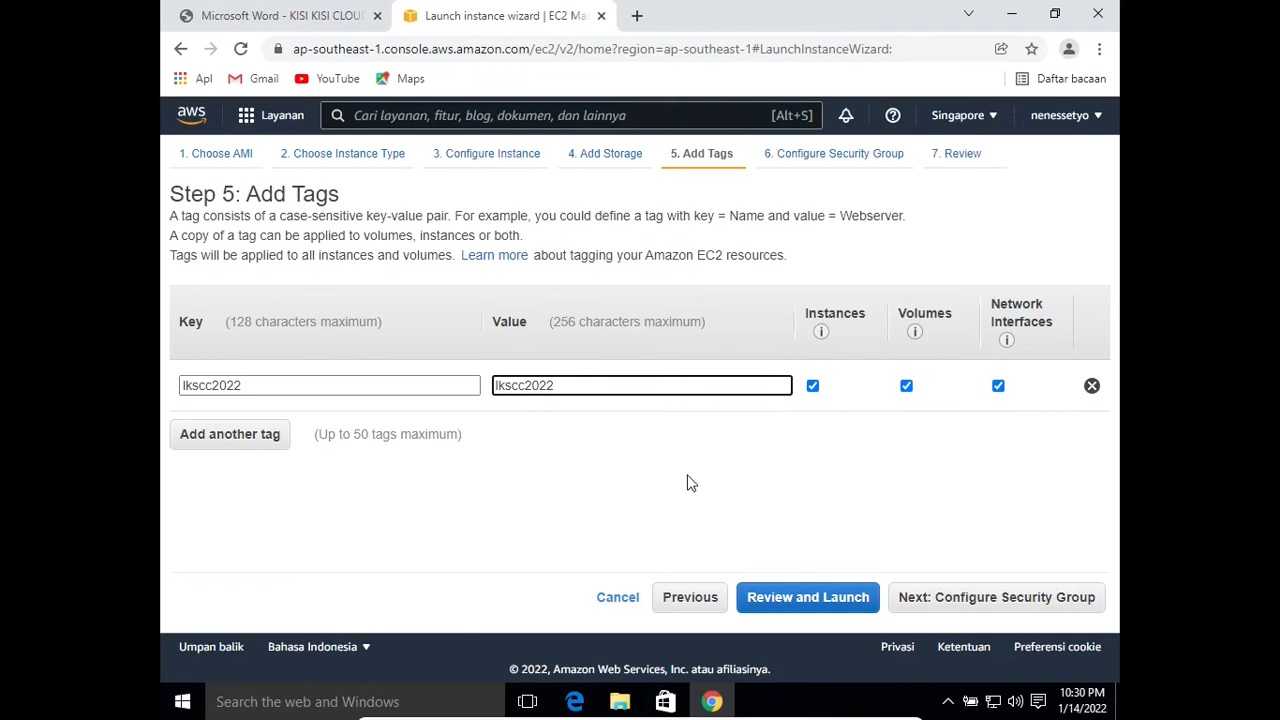 Microsoft Word - KISI KISI CLOUD
Launch instance wizard | EC2 Ma
ap-southeast-1.console.aws.amazon.com/ec2/v2/home?region=ap-southeast-1#LaunchInstanceWizard:
Apl
Gmail
YouTube
Maps
Daftar bacaan
aws
Layanan
Cari layanan, fitur, blog, dokumen, dan lainnya
[Alt+S]
Singapore
nenessetyo
1. Choose AMI
2. Choose Instance Type
3. Configure Instance
4. Add Storage
5. Add Tags
6. Configure Security Group
7. Review
Step 5: Add Tags
A tag consists of a case-sensitive key-value pair. For example, you could define a tag with key = Name and value = Webserver.
A copy of a tag can be applied to volumes, instances or both.
Tags will be applied to all instances and volumes. Learn more about tagging your Amazon EC2 resources.
Key (128 characters maximum)
Value (256 characters maximum)
Instances
Volumes
Network
Interfaces
lkscc2022
lkscc2022
Add another tag
(Up to 50 tags maximum)
Cancel
Previous
Review and Launch
Next: Configure Security Group
Umpan balik
Bahasa Indonesia
Privasi
Ketentuan
Preferensi cookie
© 2022, Amazon Web Services, Inc. atau afiliasinya.
Search the web and Windows
10:30 PM
1/14/2022